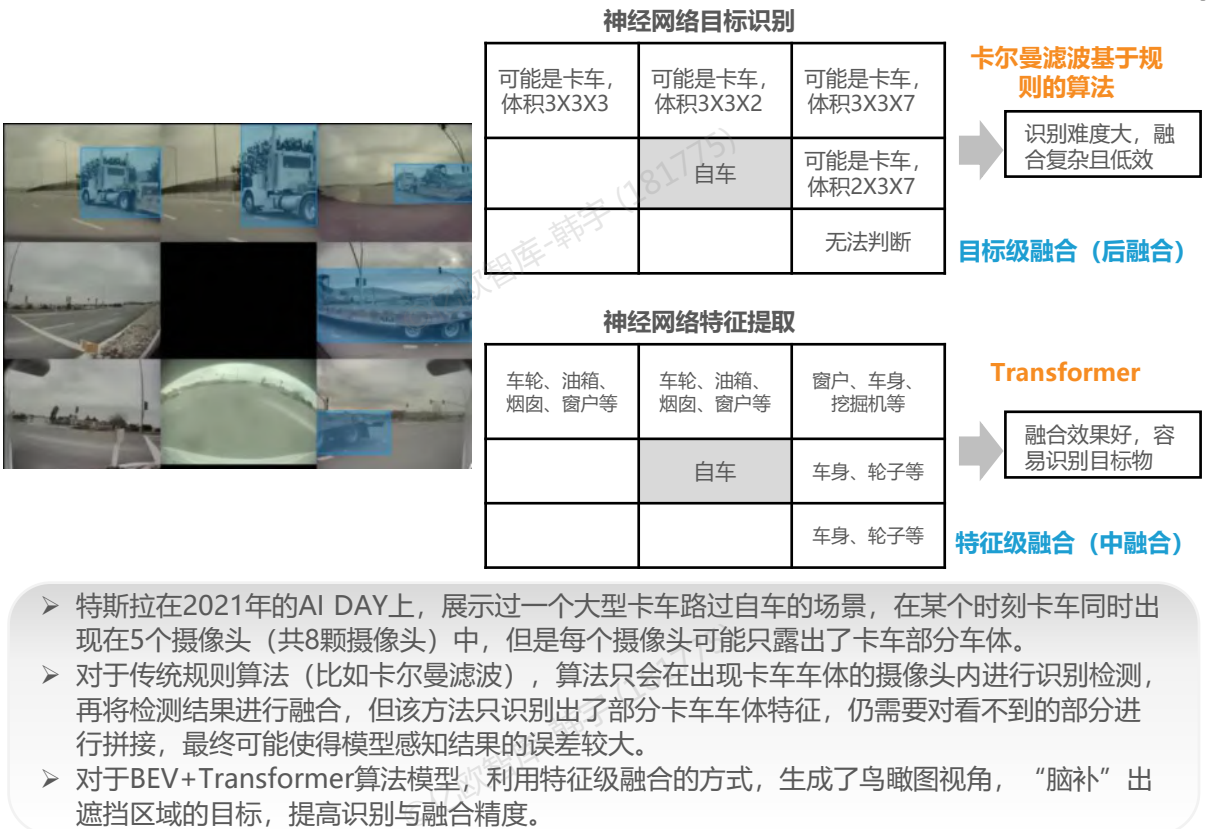 神经网络目标识别
可能是卡车，
体积3X3X3
可能是卡车，
体积3X3X2
可能是卡车，
体积3X3X7
自车
可能是卡车，
体积2X3X7
无法判断
卡尔曼滤波基于规
则的算法
识别难度大，融
合复杂且低效
目标级融合（后融合）
神经网络特征提取
车轮、油箱、
烟囱、窗户等
车轮、油箱、
烟囱、窗户等
窗户、车身、
挖掘机等
自车
车身、轮子等
车身、轮子等
Transformer
融合效果好，容
易识别目标物
特征级融合（中融合）
➢ 特斯拉在2021年的AI DAY上，展示过一个大型卡车路过自车的场景，在某个时刻卡车同时出
现在5个摄像头（共8颗摄像头）中，但是每个摄像头可能只露出了卡车部分车体。
➢ 对于传统规则算法（比如卡尔曼滤波），算法只会在出现卡车车体的摄像头内进行识别检测，
再将检测结果进行融合，但该方法只识别出了部分卡车车体特征，仍需要对看不到的部分进
行拼接，最终可能使得模型感知结果的误差较大。
➢ 对于BEV+Transformer算法模型，利用特征级融合的方式，生成了鸟瞰图视角，“脑补”出
遮挡区域的目标，提高识别与融合精度。
欧智库-韩宇 (181775)